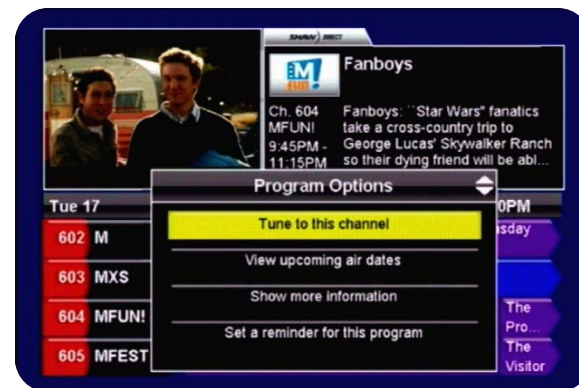 SHAW) DIRECT
M
FUN!
Fanboys
Ch. 604
MFUN!
9:45PM -
11:15PM
Fanboys: ``Star Wars" fanatics
take a cross-country trip to
George Lucas' Skywalker Ranch
so their dying friend will be abl...
Program Options
Tune to this channel
View upcoming air dates
Show more information
Set a reminder for this program
Tue 17
0PM
602 M
sday
603 MXS
604 MFUN!
The
Pro...
605 MFEST
The
Visitor